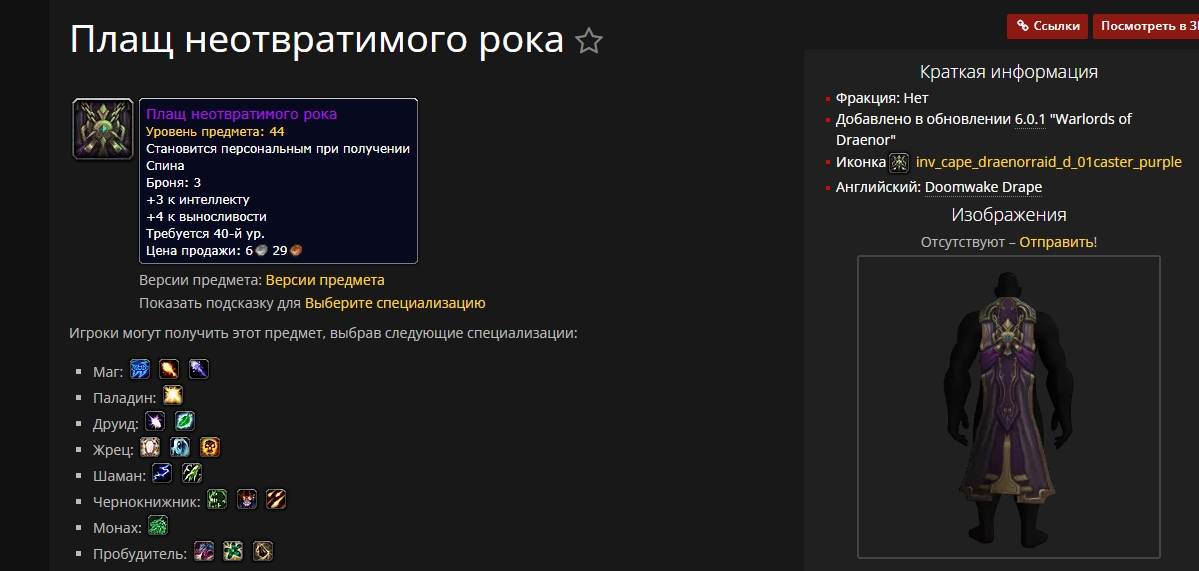 Плащ неотвратимого рока
Плащ неотвратимого рока
Уровень предмета: 44
Становится персональным при получении
Спина
Броня: 3
+3 к интеллекту
+4 к выносливости
Требуется 40-й ур.
Цена продажи: 6 29
Версии предмета: Версии предмета
Показать подсказку для Выберите специализацию
Игроки могут получить этот предмет, выбрав следующие специализации:
Маг:
Паладин:
Друид:
Жрец:
Шаман:
Чернокнижник:
Монах:
Пробудитель:
Ссылки
Посмотреть в 3
Краткая информация
Фракция: Нет
Добавлено в обновлении 6.0.1 "Warlords of
Draenor"
Иконка inv_cape_draenorraid_d_01caster_purple
Английский: Doomwake Drape
Изображения
Отсутствуют – Отправить!